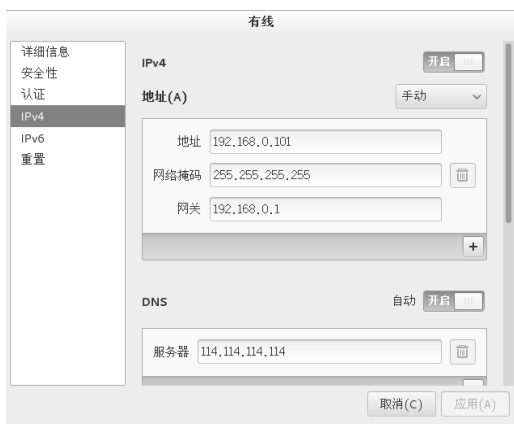 有线
详细信息
安全性
认证
IPv4
IPv6
重置
IPv4 开启
地址(A) 手动
地址 192.168.0.101
网络掩码 255.255.255.255
网关 192.168.0.1
+
DNS 自动 开启
服务器 114.114.114.114
取消(C) 应用(A)